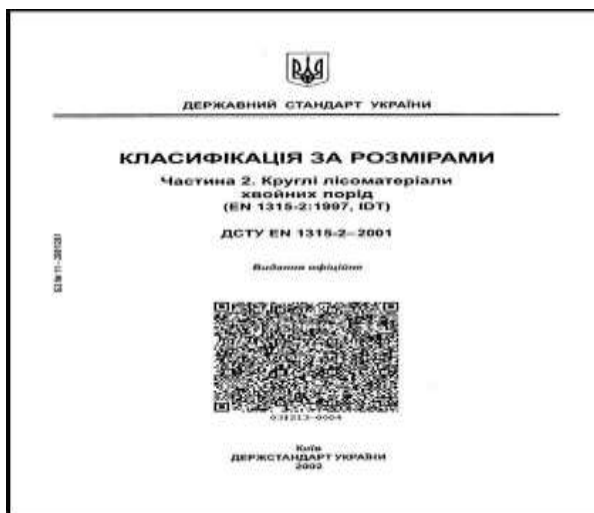 ДЕРЖАВНИЙ СТАНДАРТ УКРАЇНИ
КЛАСИФІКАЦІЯ ЗА РОЗМІРАМИ
Частина 2. Круглі лісоматеріали
хвойних порід
(EN 1315-2:1997, IDT)
ДСТУ EN 1315-2–2001
Видання офіційне
Київ
ДЕРЖСТАНДАРТ УКРАЇНИ
2002